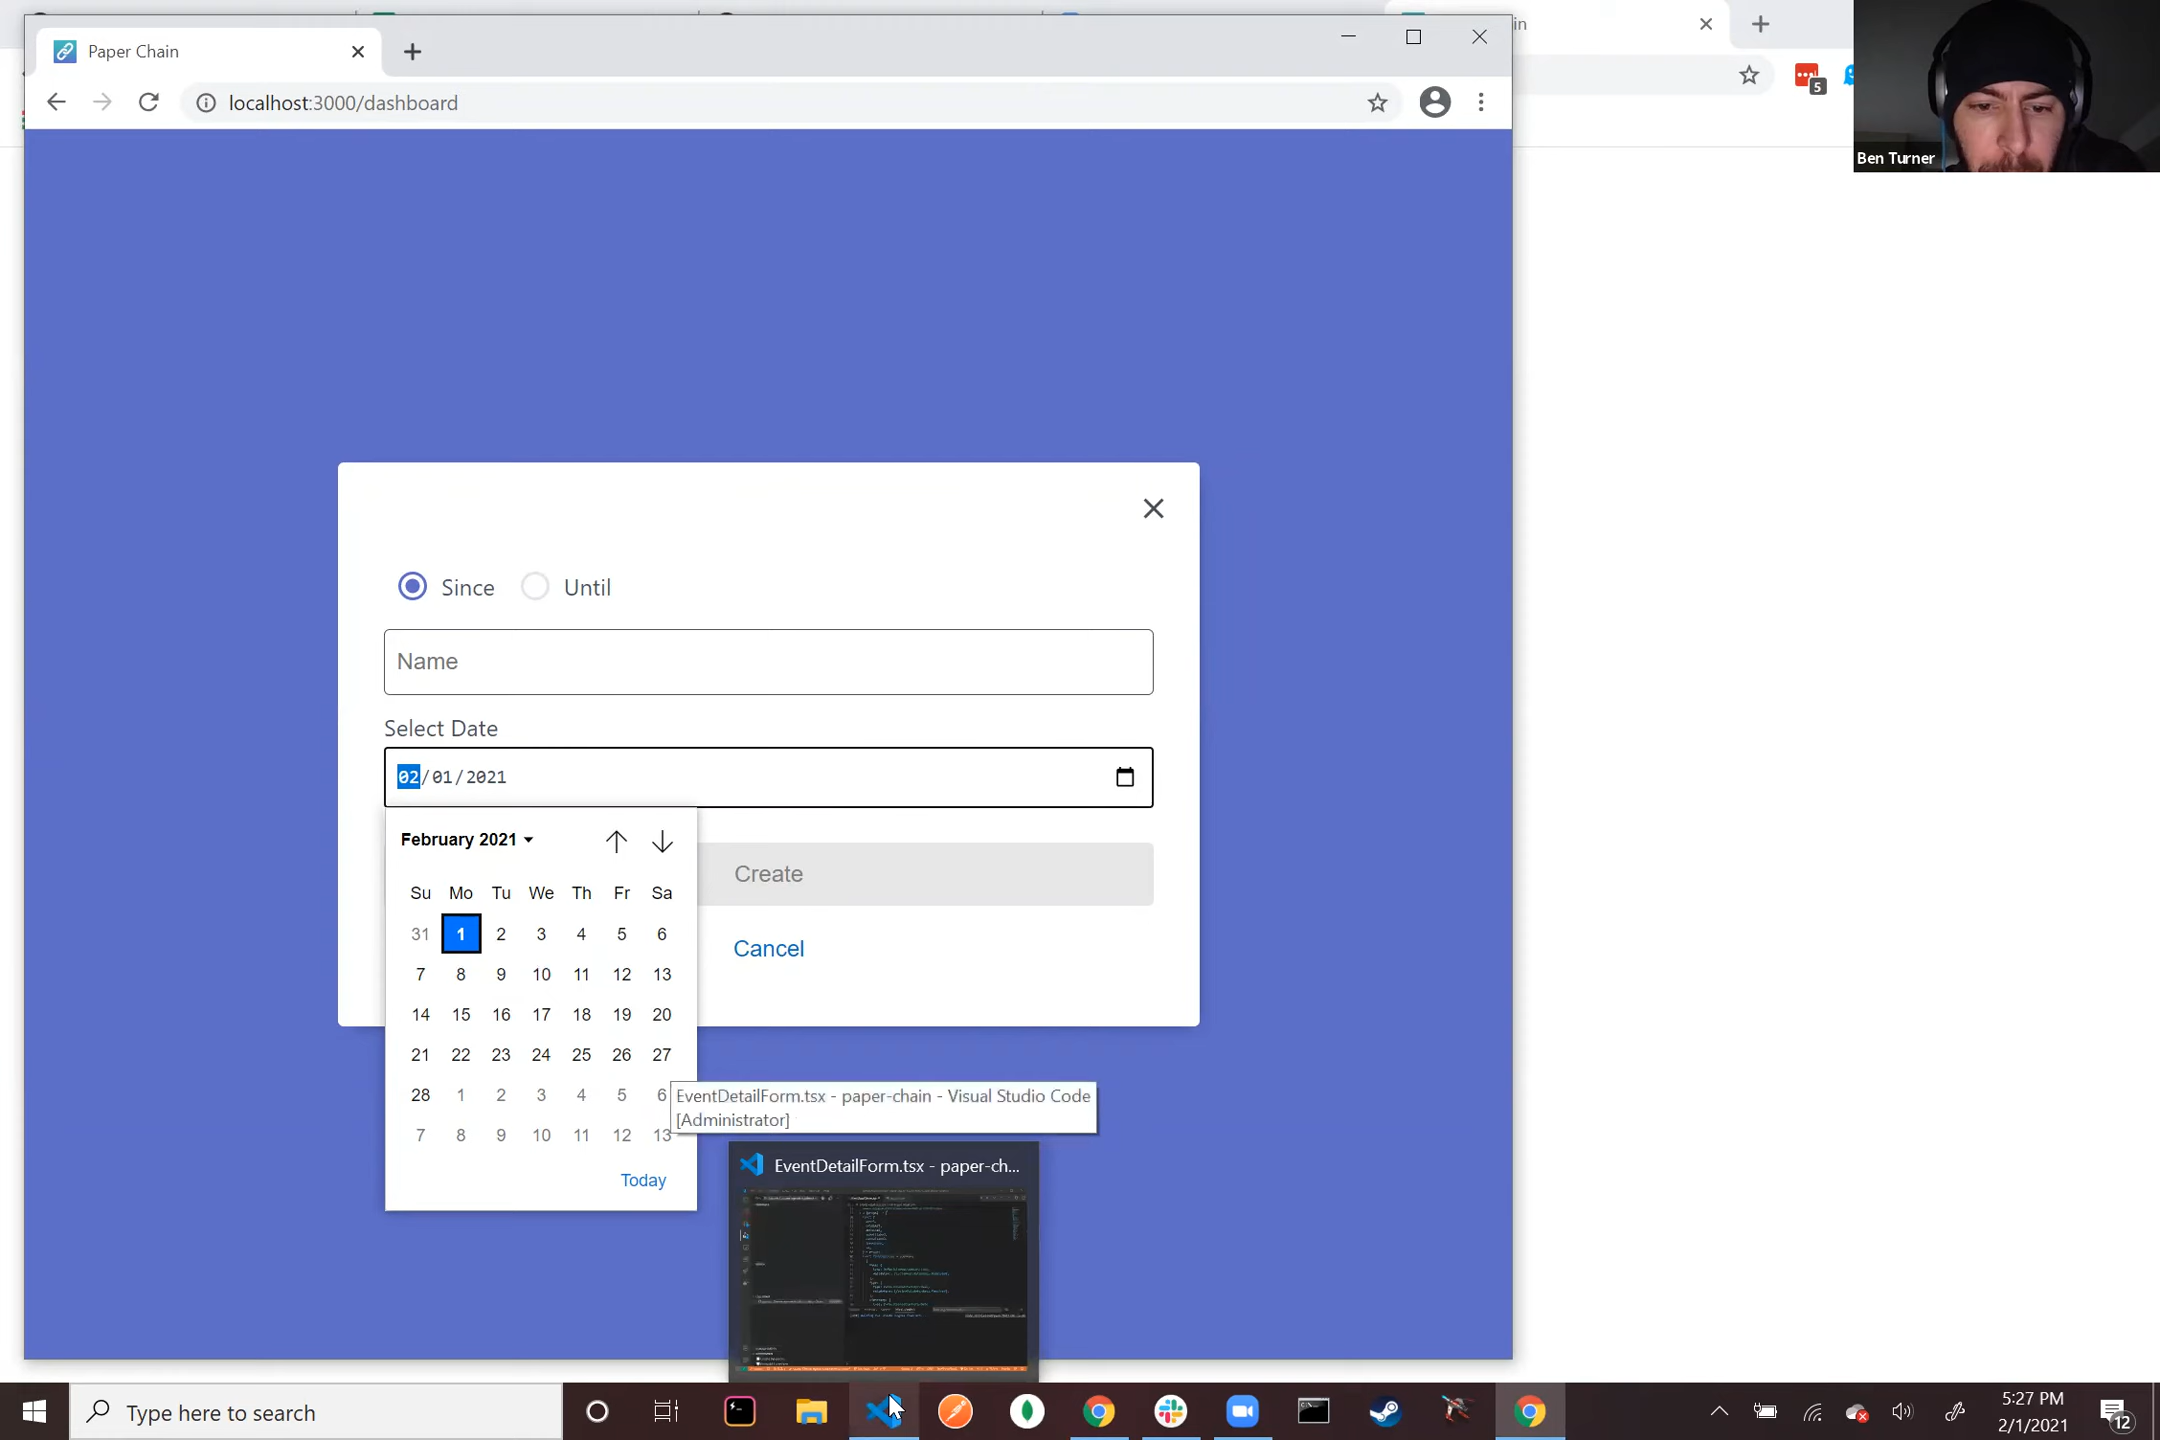 Paper Chain
in
localhost:3000/dashboard
5
Ben Turner
Since
Until
Name
Select Date
02/01/2021
February 2021
Su Mo Tu We Th Fr Sa
31 1 2 3 4 5 6
7 8 9 10 11 12 13
14 15 16 17 18 19 20
21 22 23 24 25 26 27
28 1 2 3 4 5 6
7 8 9 10 11 12 13
Today
Create
Cancel
EventDetailForm.tsx - paper-chain - Visual Studio Code
[Administrator]
EventDetailForm.tsx - paper-ch...
Type here to search
5:27 PM
2/1/2021
12